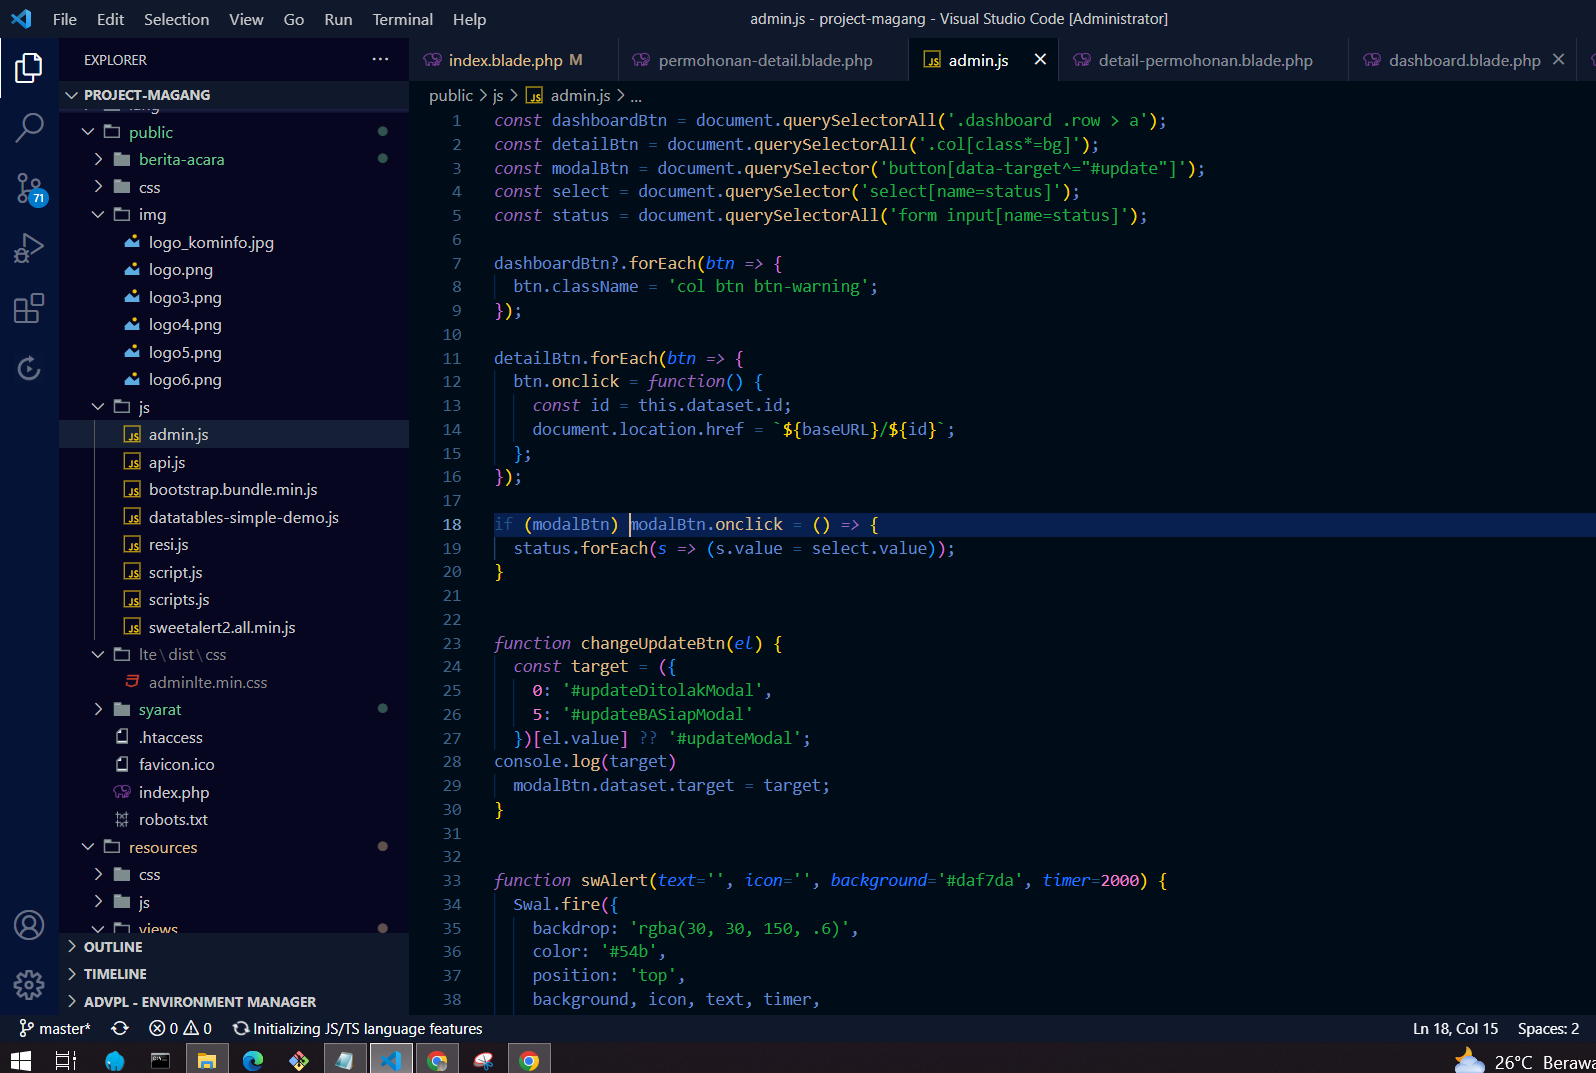 File Edit Selection View Go Run Terminal Help
admin.js - project-magang - Visual Studio Code [Administrator]
EXPLORER
index.blade.php M
permohonan-detail.blade.php
admin.js
detail-permohonan.blade.php
dashboard.blade.php
PROJECT-MAGANG
public
berita-acara
css
img
logo_kominfo.jpg
logo.png
logo3.png
logo4.png
logo5.png
logo6.png
js
admin.js
api.js
bootstrap.bundle.min.js
datatables-simple-demo.js
resi.js
script.js
scripts.js
sweetalert2.all.min.js
lte\dist\css
adminlte.min.css
syarat
.htaccess
favicon.ico
index.php
robots.txt
resources
css
js
views
OUTLINE
TIMELINE
ADVPL - ENVIRONMENT MANAGER
71
public > js > JS admin.js > ...
1 const dashboardBtn = document.querySelectorAll('.dashboard .row > a');
2 const detailBtn = document.querySelectorAll('.col[class*=bg]');
3 const modalBtn = document.querySelector('button[data-target^="#update"]');
4 const select = document.querySelector('select[name=status]');
5 const status = document.querySelectorAll('form input[name=status]');
6
7 dashboardBtn?.forEach(btn => {
8 btn.className = 'col btn btn-warning';
9 });
10
11 detailBtn.forEach(btn => {
12 btn.onclick = function() {
13 const id = this.dataset.id;
14 document.location.href = `${baseURL}/${id}`;
15 };
16 });
17
18 if (modalBtn) modalBtn.onclick = () => {
19 status.forEach(s => (s.value = select.value));
20 }
21
22
23 function changeUpdateBtn(el) {
24 const target = ({
25 0: '#updateDitolakModal',
26 5: '#updateBASiapModal'
27 })[el.value] ?? '#updateModal';
28 console.log(target)
29 modalBtn.dataset.target = target;
30 }
31
32
33 function swAlert(text='', icon='', background='#daf7da', timer=2000) {
34 Swal.fire({
35 backdrop: 'rgba(30, 30, 150, .6)',
36 color: '#54b',
37 position: 'top',
38 background, icon, text, timer,
master* 0 0 Initializing JS/TS language features
Ln 18, Col 15 Spaces: 2
26°C